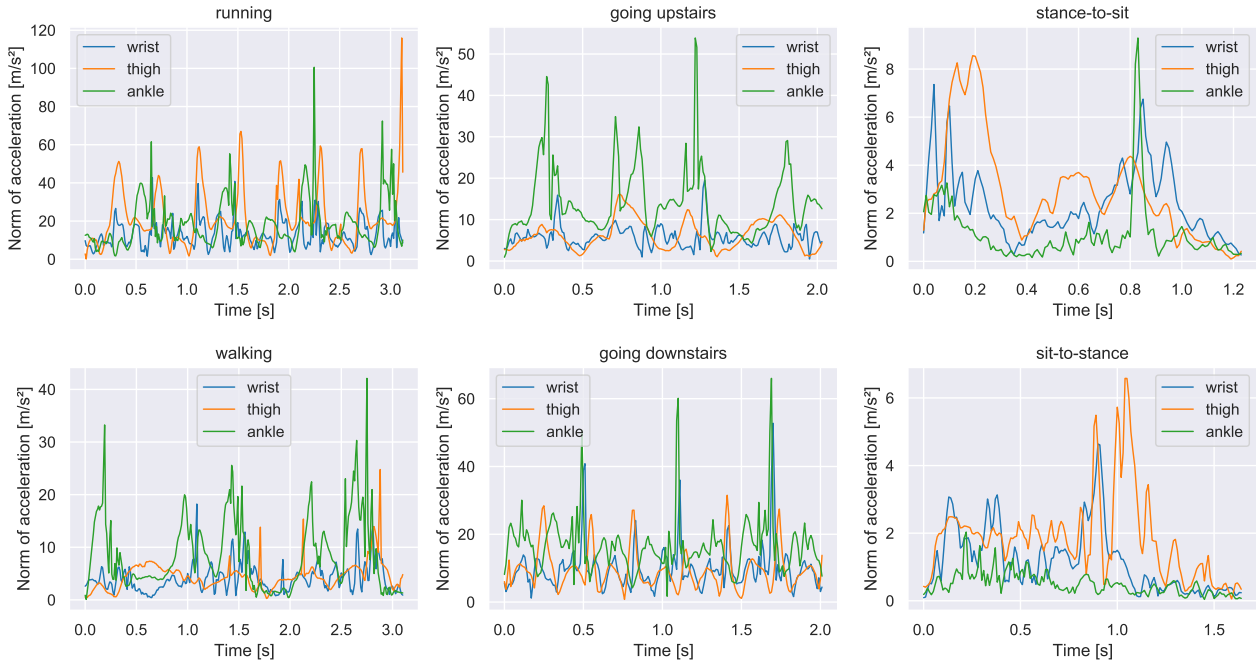 running
going upstairs
stance-to-sit
Norm of acceleration [m/s²]
120
100
80
60
40
20
0
wrist
thigh
ankle
0.0 0.5 1.0 1.5 2.0 2.5 3.0
Time [s]
Norm of acceleration [m/s²]
50
40
30
20
10
0
wrist
thigh
ankle
0.0 0.5 1.0 1.5 2.0
Time [s]
Norm of acceleration [m/s²]
8
6
4
2
0
wrist
thigh
ankle
0.0 0.2 0.4 0.6 0.8 1.0 1.2
Time [s]
walking
going downstairs
sit-to-stance
Norm of acceleration [m/s²]
40
30
20
10
0
wrist
thigh
ankle
0.0 0.5 1.0 1.5 2.0 2.5 3.0
Time [s]
Norm of acceleration [m/s²]
60
40
20
0
wrist
thigh
ankle
0.0 0.5 1.0 1.5 2.0
Time [s]
Norm of acceleration [m/s²]
6
4
2
0
wrist
thigh
ankle
0.0 0.5 1.0 1.5
Time [s]